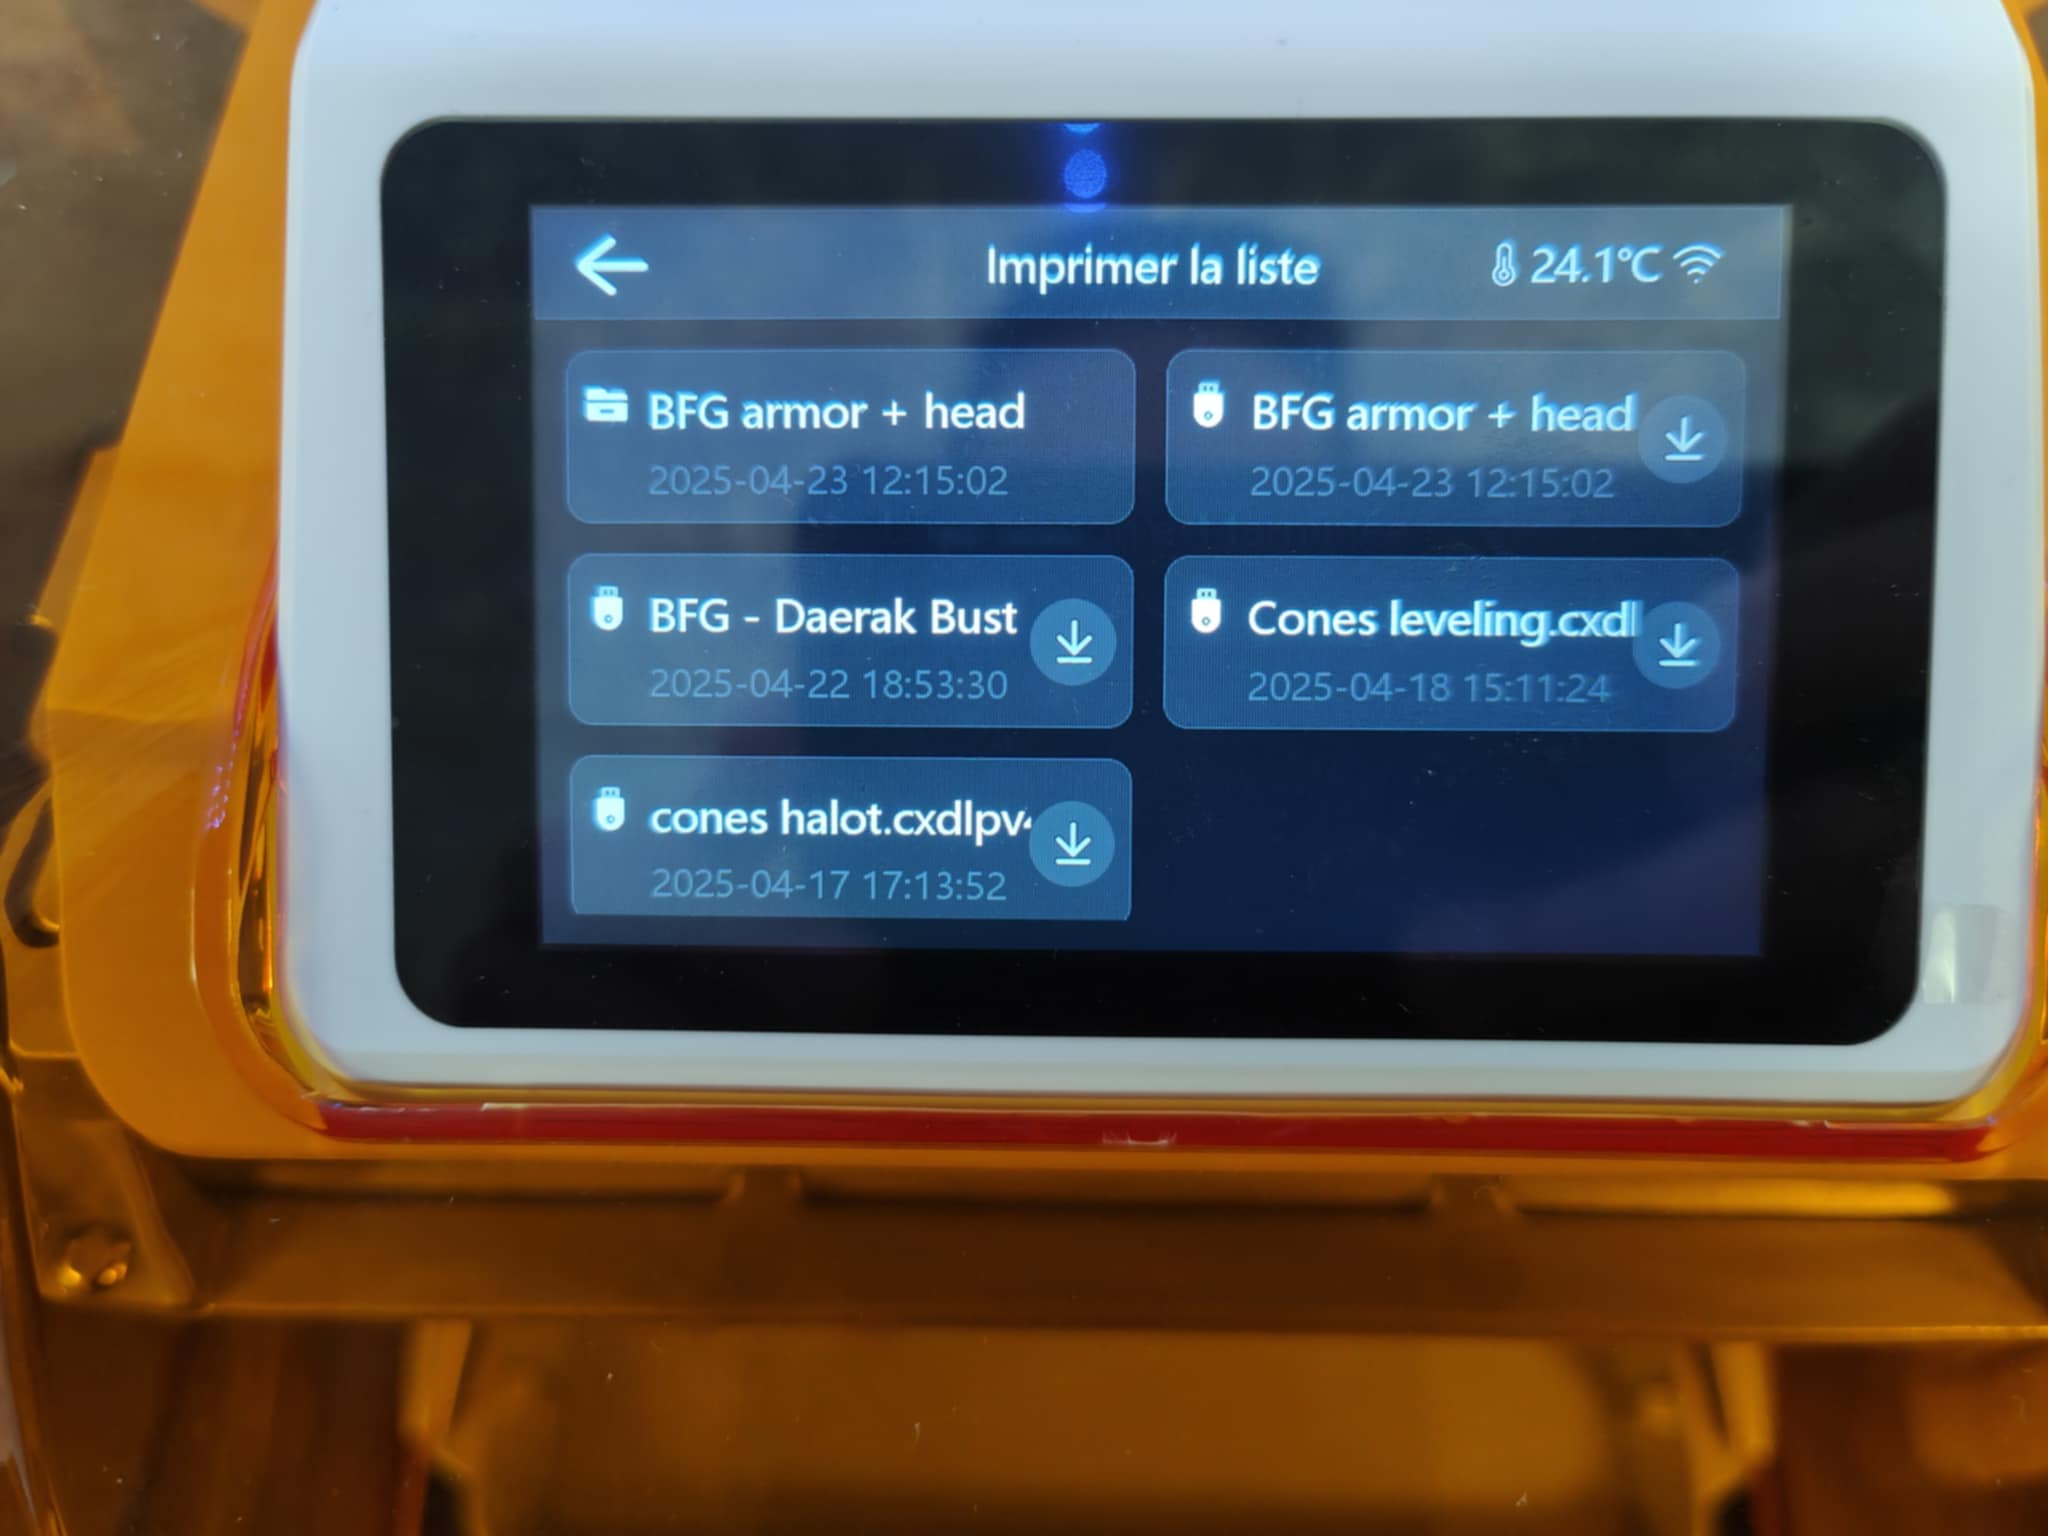 Imprimer la liste
24.1°C
BFG armor + head
2025-04-23 12:15:02
BFG armor + head
2025-04-23 12:15:02
BFG - Daerak Bust
2025-04-22 18:53:30
Cones leveling.cxdl
2025-04-18 15:11:24
cones halot.cxdlpv4
2025-04-17 17:13:52